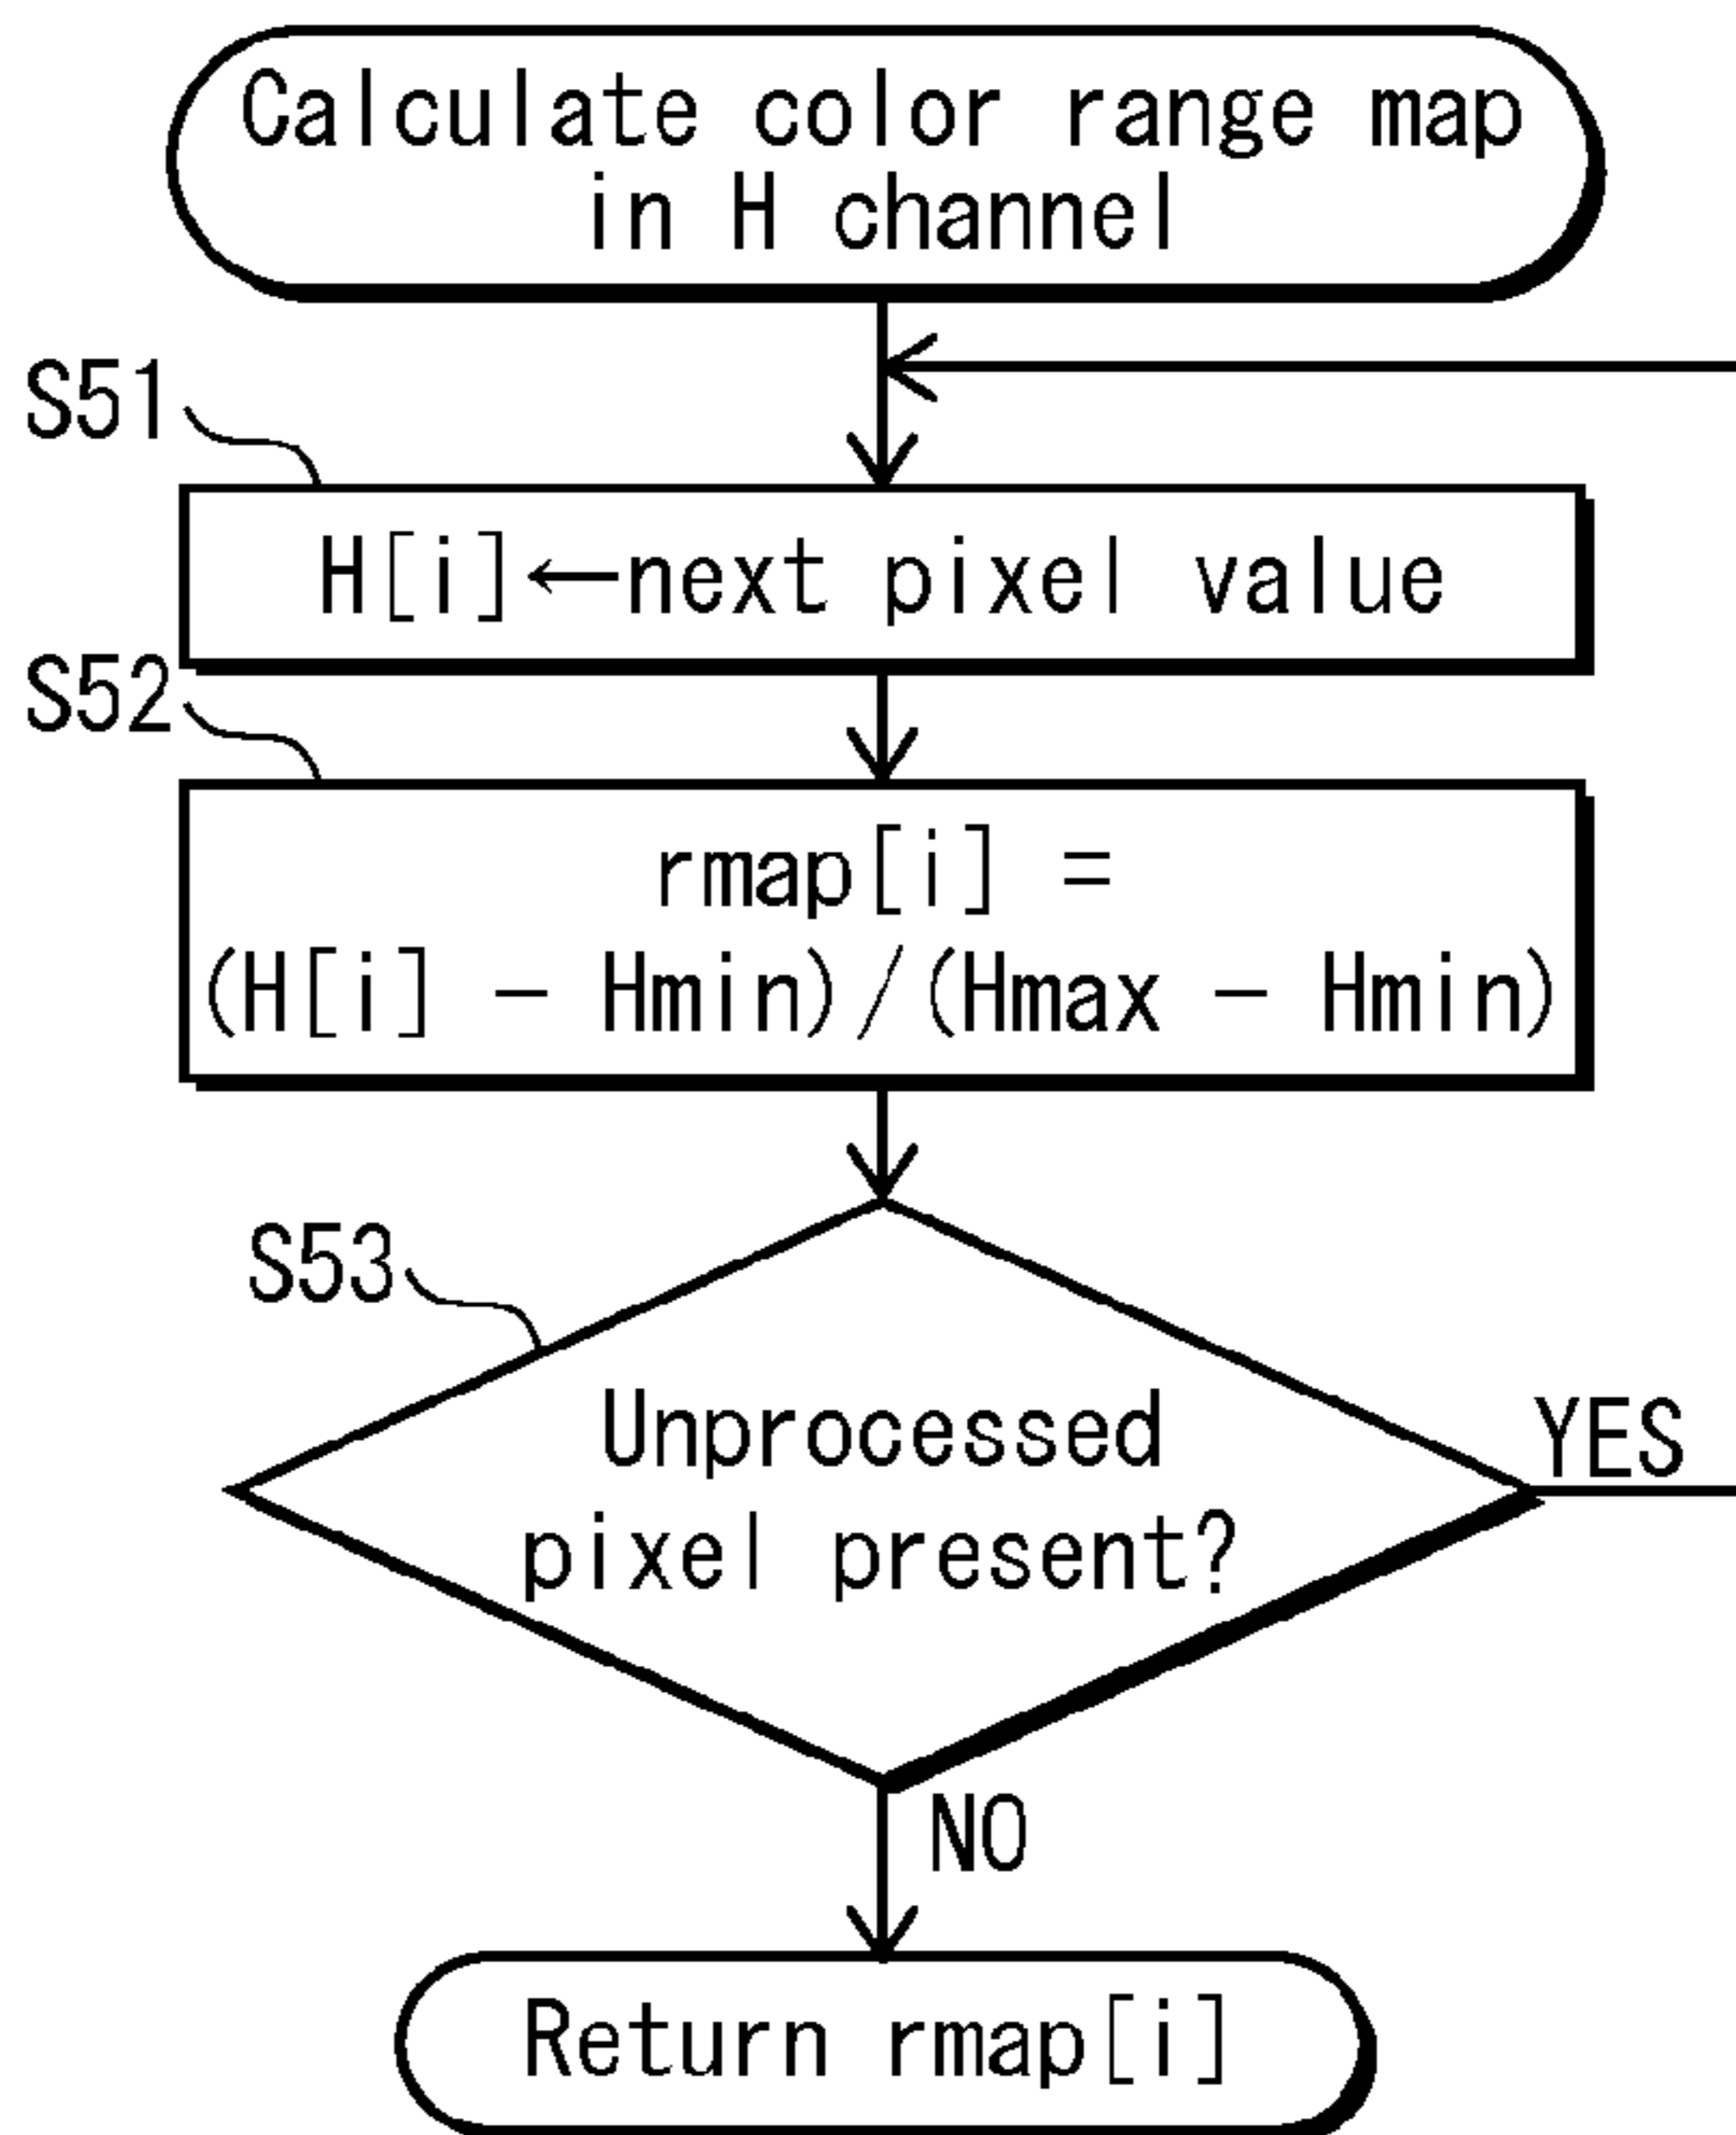 Calculate color range map
in H channel
S51
H[i]←next pixel value
S52
rmap[i] =
(H[i] − Hmin)/(Hmax − Hmin)
S53
Unprocessed
pixel present?
YES
NO
Return rmap[i]